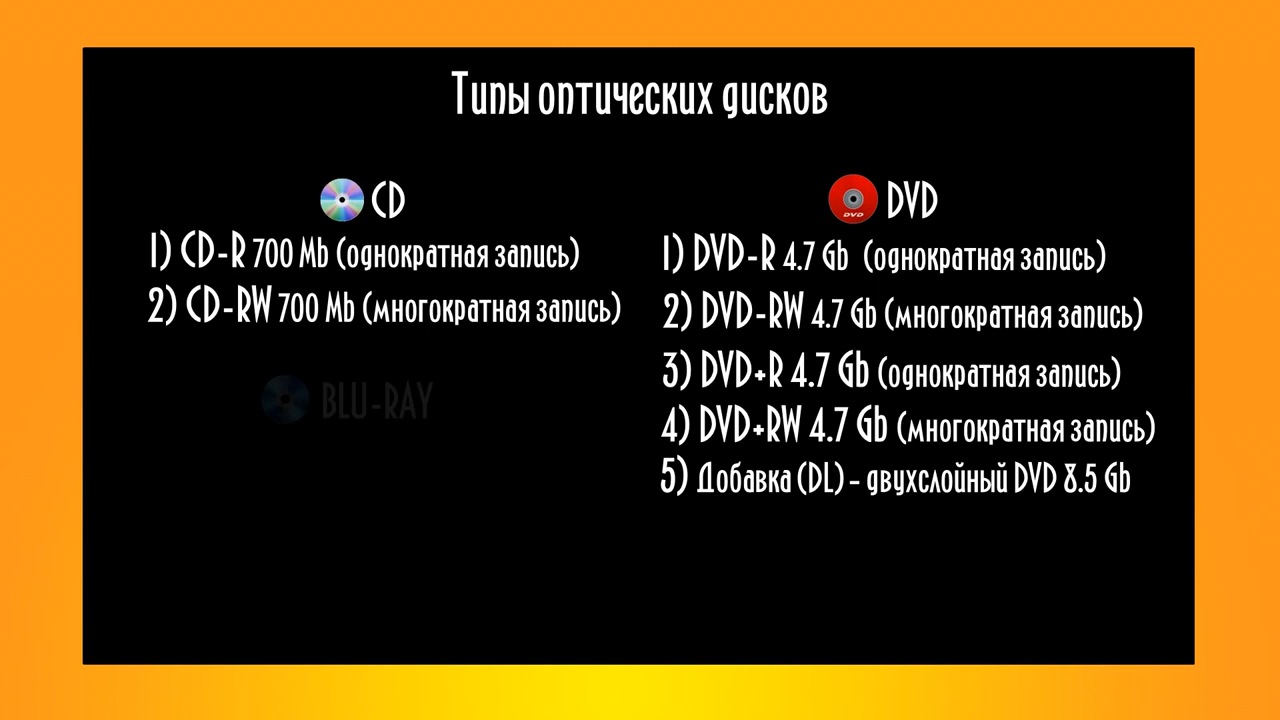 Типы оптических дисков
CD
1) CD-R 700 Mb (однократная запись)
2) CD-RW 700 Mb (многократная запись)
BLU-RAY
DVD
DVD
1) DVD-R 4.7 Gb (однократная запись)
2) DVD-RW 4.7 Gb (многократная запись)
3) DVD+R 4.7 Gb (однократная запись)
4) DVD+RW 4.7 Gb (многократная запись)
5) Добавка (DL) - двухслойный DVD 8.5 Gb